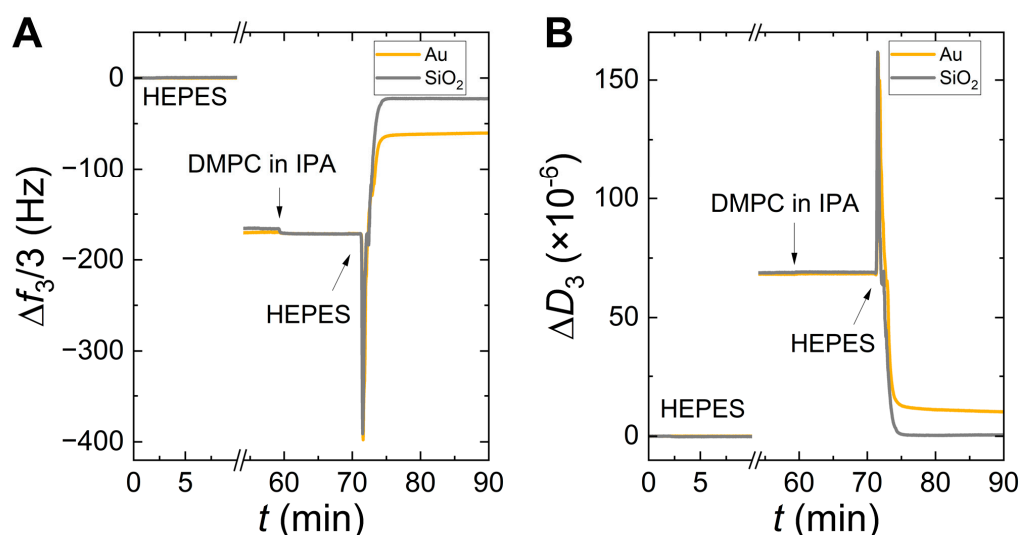 A
Au
SiO2
0
HEPES
DMPC in IPA
−100
−200
HEPES
−300
−400
Δf3/3 (Hz)
0 5 60 70 80 90
t (min)
B
Au
SiO2
150
100
DMPC in IPA
50
HEPES
HEPES
0
ΔD3 (×10-6)
0 5 60 70 80 90
t (min)